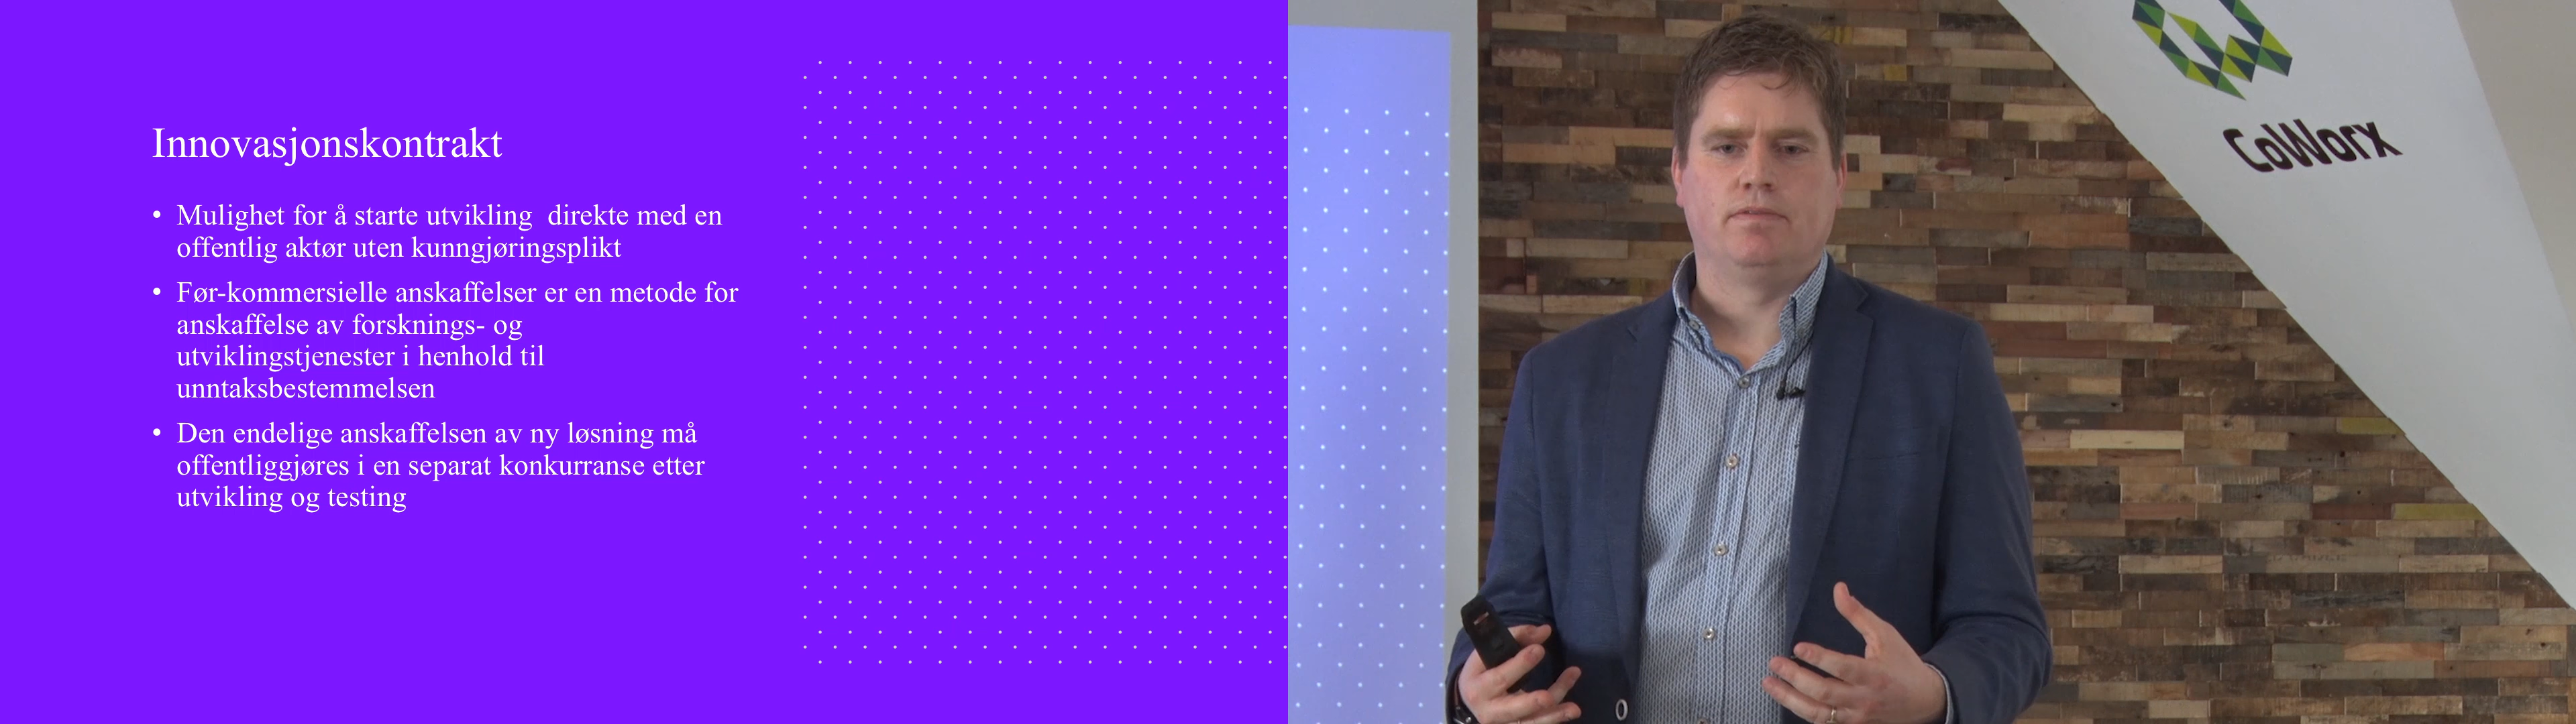 Innovasjonskontrakt
• Mulighet for å starte utvikling  direkte med en
offentlig aktør uten kunngjøringsplikt
• Før-kommersielle anskaffelser er en metode for
anskaffelse av forsknings- og
utviklingstjenester i henhold til
unntaksbestemmelsen
• Den endelige anskaffelsen av ny løsning må
offentliggjøres i en separat konkurranse etter
utvikling og testing
CoWorx